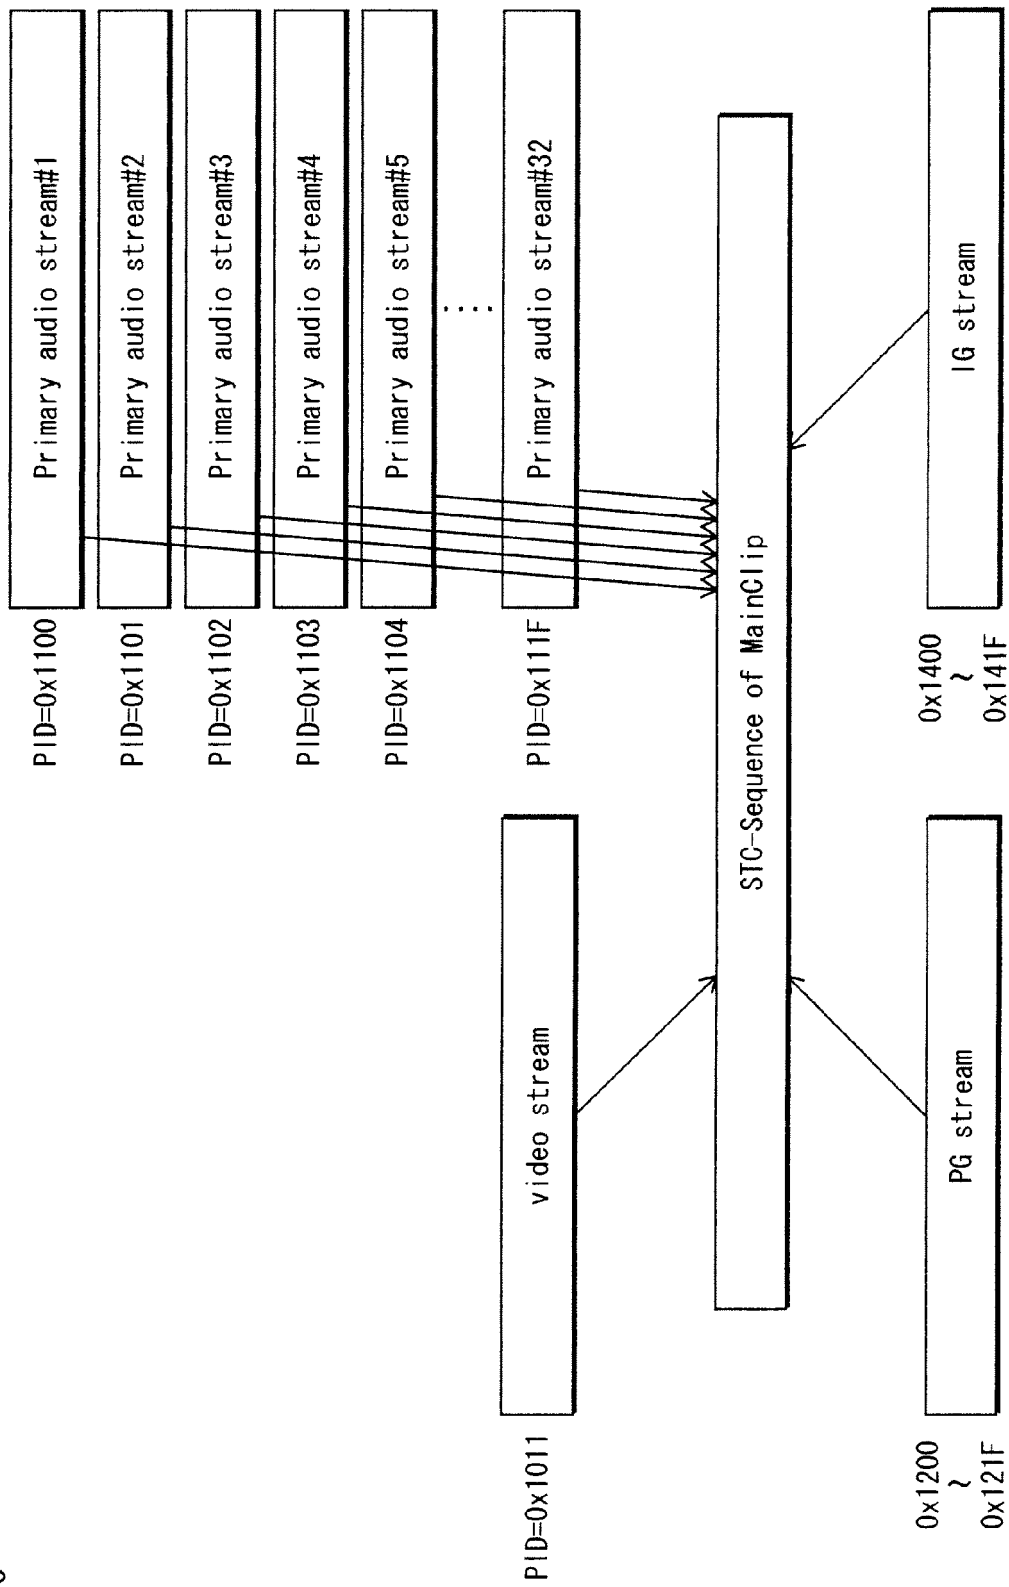 PID=0x1100
Primary audio stream#1
PID=0x1101
Primary audio stream#2
PID=0x1102
Primary audio stream#3
PID=0x1103
Primary audio stream#4
PID=0x1104
Primary audio stream#5
....
PID=0x1011
video stream
PID=0x111F
Primary audio stream#32
STC-Sequence of MainClip
0x1200
~
0x121F
PG stream
0x1400
~
0x141F
IG stream